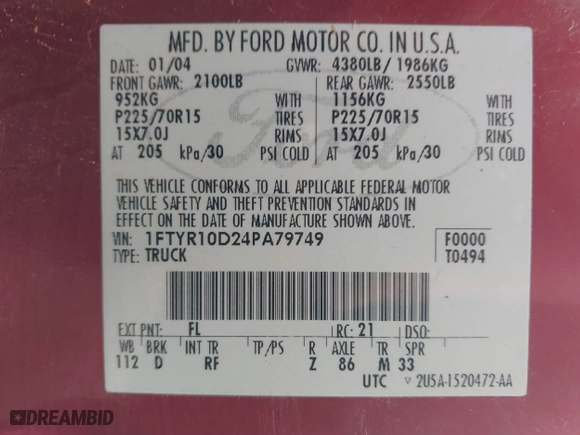 MFD. BY FORD MOTOR CO. IN U.S.A.
DATE: 01/04 GVWR: 4380LB/ 1986KG
FRONT GAWR: 2100LB REAR GAWR: 2550LB
952KG WITH 1156KG WITH
P225/70R15 TIRES P225/70R15 TIRES
15X7.0J RIMS 15X7.0J RIMS
AT 205 kPa/30 PSI COLD AT 205 kPa/30 PSI COLD
THIS VEHICLE CONFORMS TO ALL APPLICABLE FEDERAL MOTOR
VEHICLE SAFETY AND THEFT PREVENTION STANDARDS IN
EFFECT ON THE DATE OF MANUFACTURE SHOWN ABOVE.
VIN: 1FTYR10D24PA79749 F0000
TYPE: TRUCK T0494
EXT PNT: FL RC: 21 DSO:
WB BRK INT TR TP/PS R AXLE TR SPR
112 D RF Z 86 M 33
UTC ▽ 2U5A-1520472-AA
Ford
DREAMBID